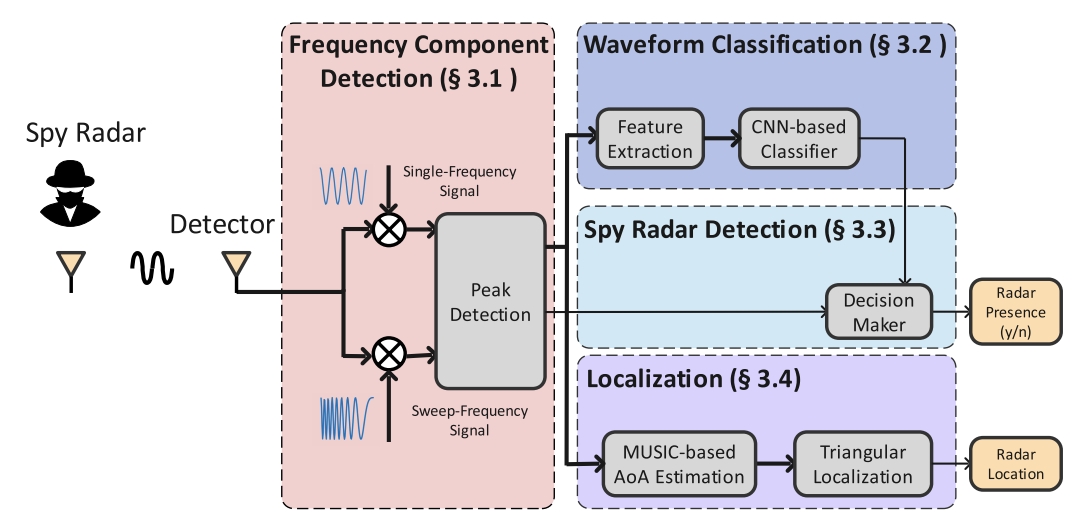 Frequency Component
Detection (§ 3.1 )
Waveform Classification (§ 3.2 )
Spy Radar
Detector
Single-Frequency
Signal
Peak
Detection
Sweep-Frequency
Signal
Feature
Extraction
CNN-based
Classifier
Spy Radar Detection (§ 3.3)
Decision
Maker
Radar
Presence
(y/n)
Localization (§ 3.4)
MUSIC-based
AoA Estimation
Triangular
Localization
Radar
Location